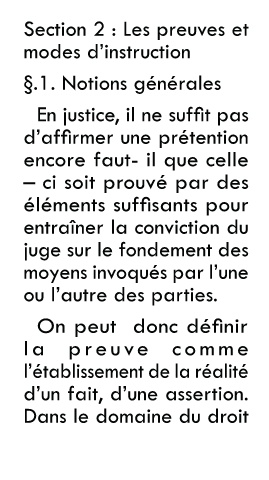 Section 2 : Les preuves et
modes d’instruction
§.1. Notions générales
En justice, il ne suffit pas
d’affirmer une prétention
encore faut- il que celle
– ci soit prouvé par des
éléments suffisants pour
entraîner la conviction du
juge sur le fondement des
moyens invoqués par l’une
ou l’autre des parties.
On peut donc définir
la preuve comme
l’établissement de la réalité
d’un fait, d’une assertion.
Dans le domaine du droit